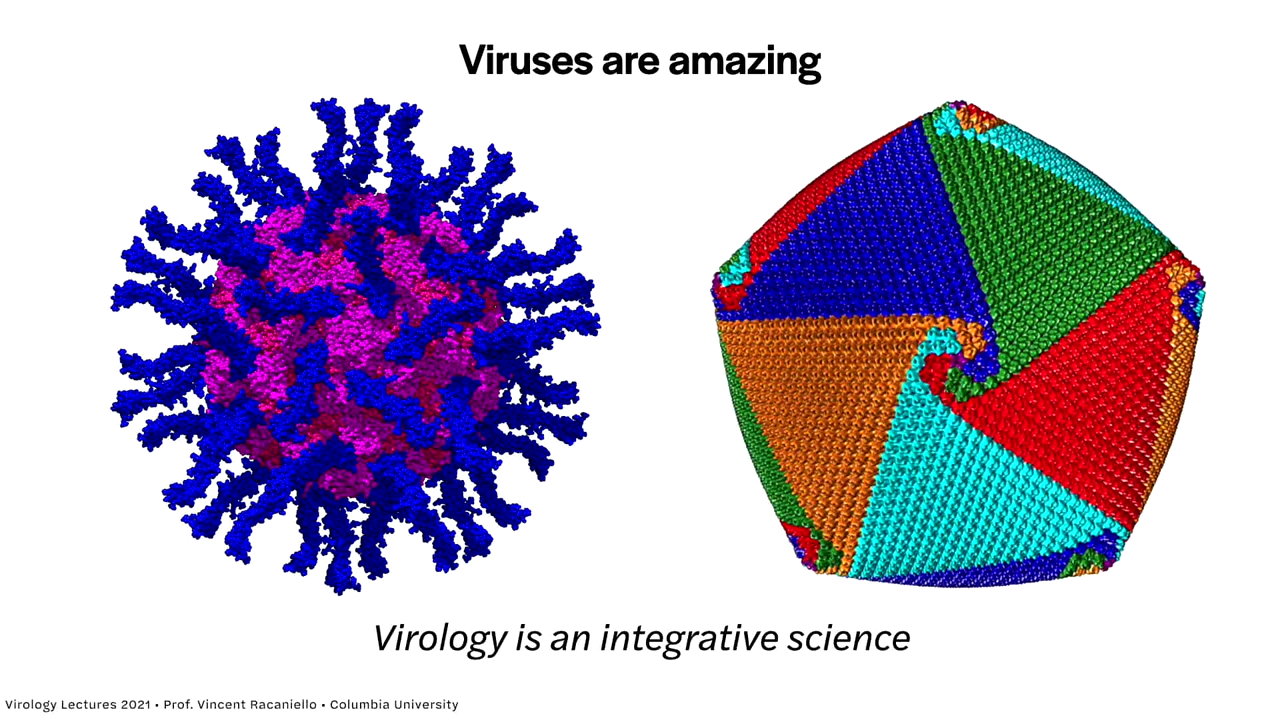 Viruses are amazing
Virology is an integrative science
Virology Lectures 2021 • Prof. Vincent Racaniello • Columbia University